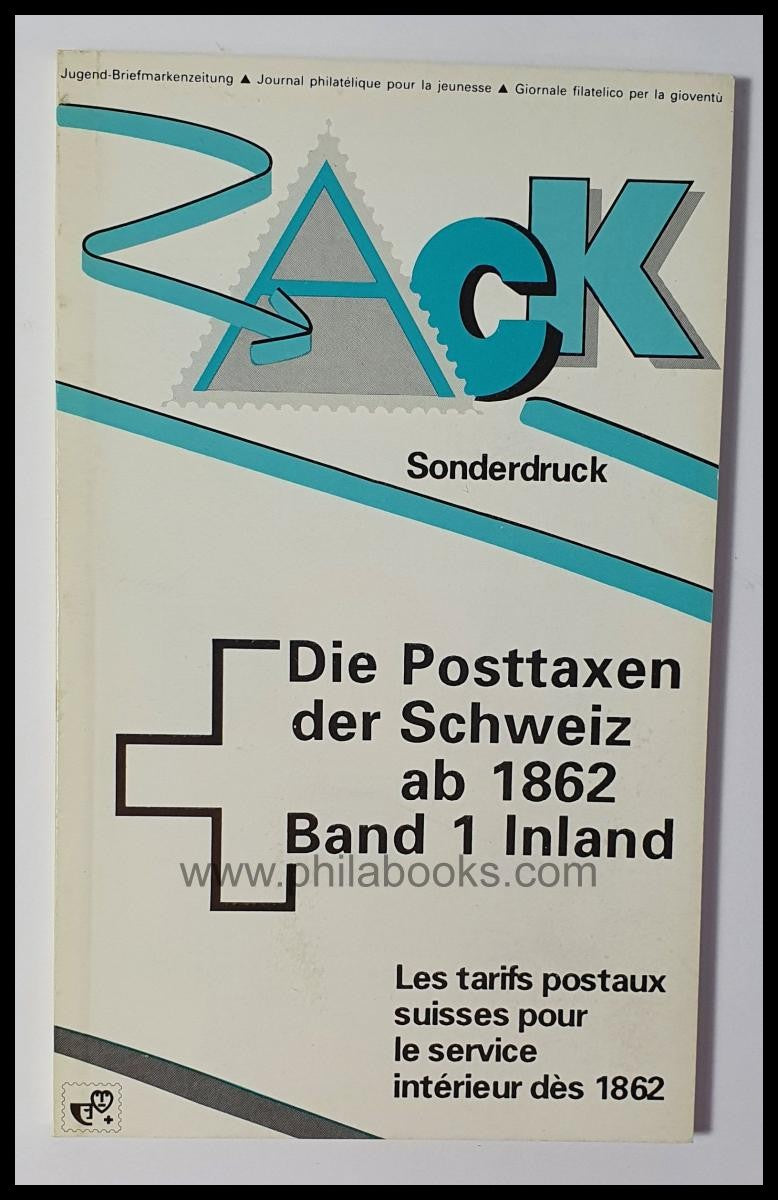 Jugend-Briefmarkenzeitung ▲ Journal philatélique pour la jeunesse ▲ Giornale filatelico per la gioventù
ZACK
Sonderdruck
Die Posttaxen
der Schweiz
ab 1862
Band 1 Inland
www.philabooks.com
Les tarifs postaux
suisses pour
le service
intérieur dès 1862